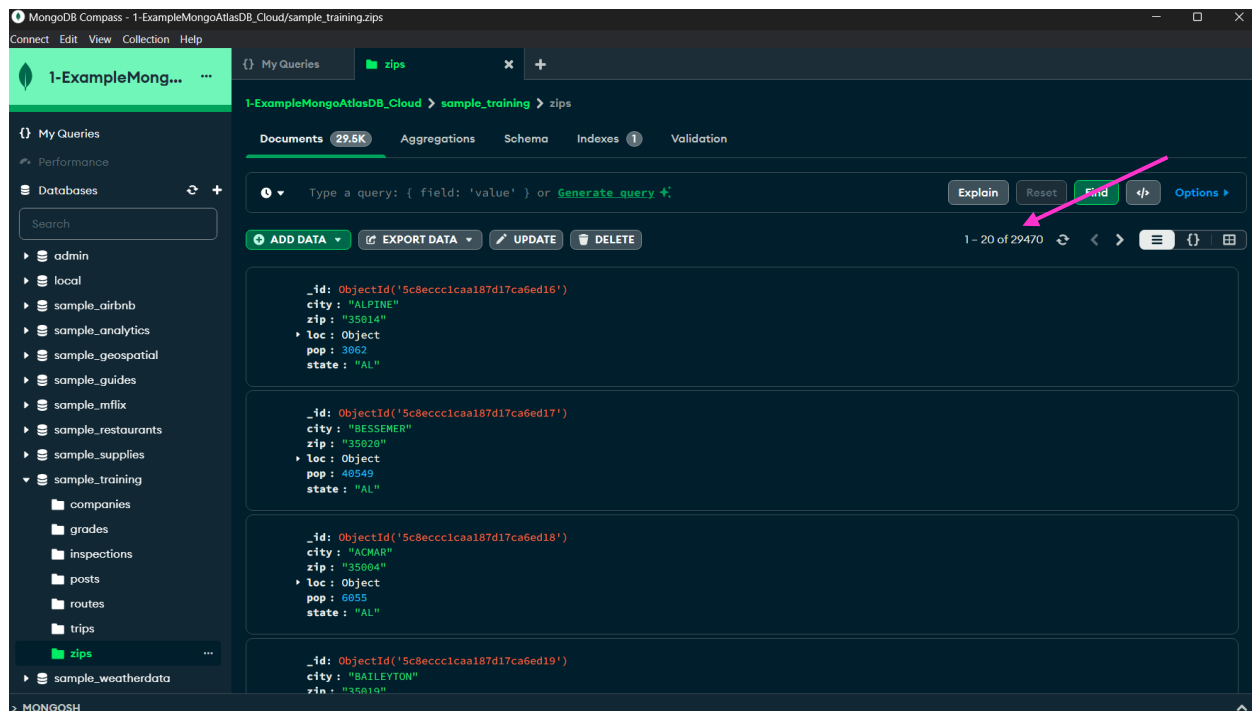 MongoDB Compass - 1-ExampleMongoAtlasDB_Cloud/sample_training.zips
Connect Edit View Collection Help
1-ExampleMong... ...
{} My Queries
Performance
Databases
Search
admin
local
sample_airbnb
sample_analytics
sample_geospatial
sample_guides
sample_mflix
sample_restaurants
sample_supplies
sample_training
companies
grades
inspections
posts
routes
trips
zips ...
sample_weatherdata
{} My Queries zips
1-ExampleMongoAtlasDB_Cloud > sample_training > zips
Documents 29.5K Aggregations Schema Indexes 1 Validation
Type a query: { field: 'value' } or Generate query Explain Reset Find </> Options
ADD DATA EXPORT DATA UPDATE DELETE 1 – 20 of 29470 {}
_id: ObjectId('5c8eccc1caa187d17ca6ed16')
city : "ALPINE"
zip : "35014"
loc : Object
pop : 3062
state : "AL"
_id: ObjectId('5c8eccc1caa187d17ca6ed17')
city : "BESSEMER"
zip : "35020"
loc : Object
pop : 40549
state : "AL"
_id: ObjectId('5c8eccc1caa187d17ca6ed18')
city : "ACMAR"
zip : "35004"
loc : Object
pop : 6055
state : "AL"
_id: ObjectId('5c8eccc1caa187d17ca6ed19')
city : "BAILEYTON"
zip : "35019"
> MONGOSH